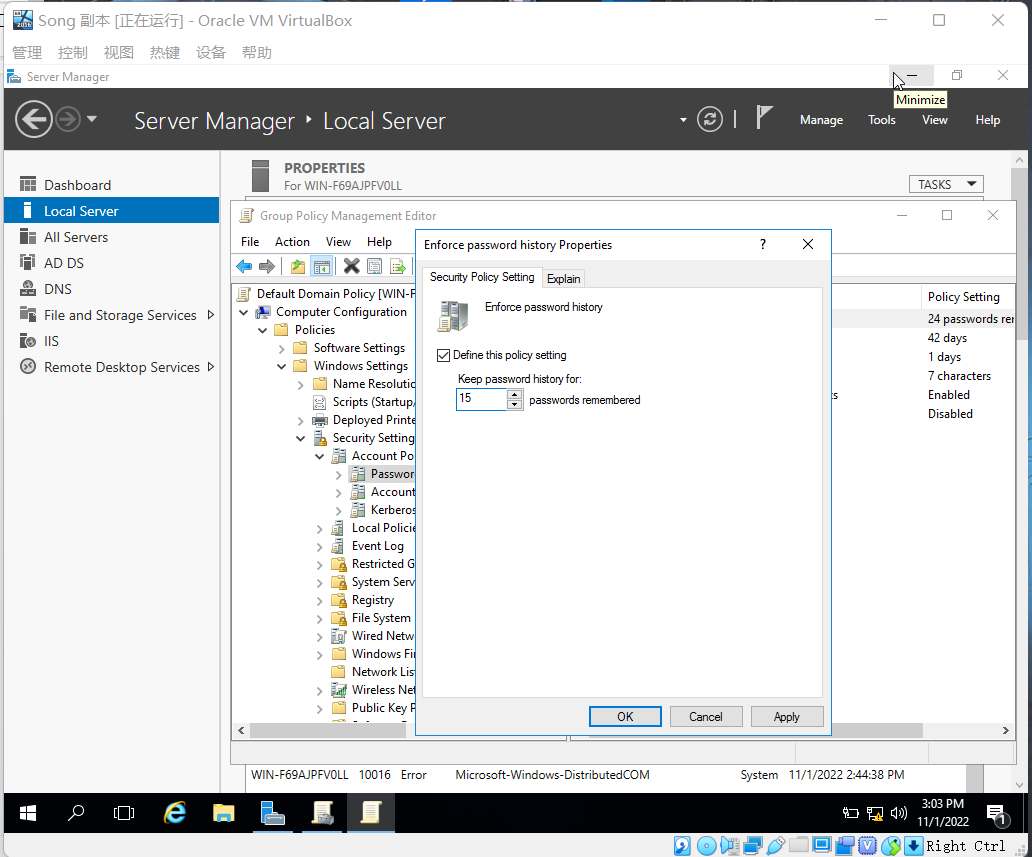 Song 副本 [正在运行] - Oracle VM VirtualBox
管理 控制 视图 热键 设备 帮助
Server Manager
Minimize
Server Manager Local Server
Manage Tools View Help
Dashboard
Local Server
All Servers
AD DS
DNS
File and Storage Services
IIS
Remote Desktop Services
PROPERTIES
For WIN-F69AJPFV0LL
TASKS
Group Policy Management Editor
File Action View Help
Default Domain Policy [WIN-F
Computer Configuration
Policies
Software Settings
Windows Settings
Name Resolutio
Scripts (Startup/
Deployed Printe
Security Setting
Account Pol
Passwor
Account
Kerberos
Local Policie
Event Log
Restricted G
System Serv
Registry
File System
Wired Netw
Windows Fi
Network Lis
Wireless Net
Public Key P
Enforce password history Properties
?
Security Policy Setting Explain
Enforce password history
Define this policy setting
Keep password history for:
15 passwords remembered
OK Cancel Apply
Policy Setting
24 passwords rem
42 days
1 days
7 characters
Enabled
Disabled
WIN-F69AJPFV0LL 10016 Error Microsoft-Windows-DistributedCOM System 11/1/2022 2:44:38 PM
3:03 PM
11/1/2022
1
Right Ctrl